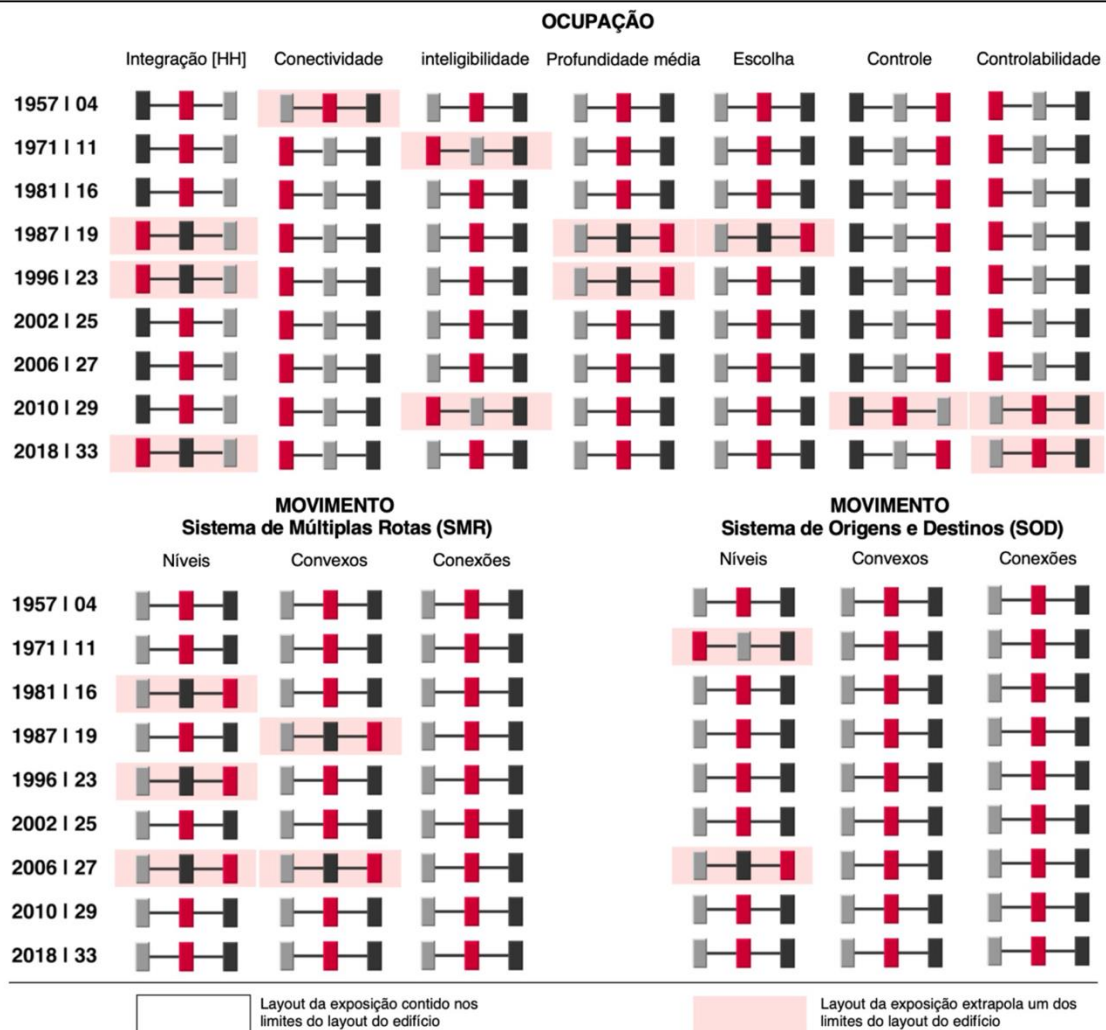 OCUPAÇÃO
Integração [HH] Conectividade inteligibilidade Profundidade média Escolha Controle Controlabilidade
1957 | 04
1971 | 11
1981 | 16
1987 | 19
1996 | 23
2002 | 25
2006 | 27
2010 | 29
2018 | 33
MOVIMENTO
Sistema de Múltiplas Rotas (SMR)
Níveis Convexos Conexões
MOVIMENTO
Sistema de Origens e Destinos (SOD)
Níveis Convexos Conexões
1957 | 04
1971 | 11
1981 | 16
1987 | 19
1996 | 23
2002 | 25
2006 | 27
2010 | 29
2018 | 33
Layout da exposição contido nos
limites do layout do edifício
Layout da exposição extrapola um dos
limites do layout do edifício